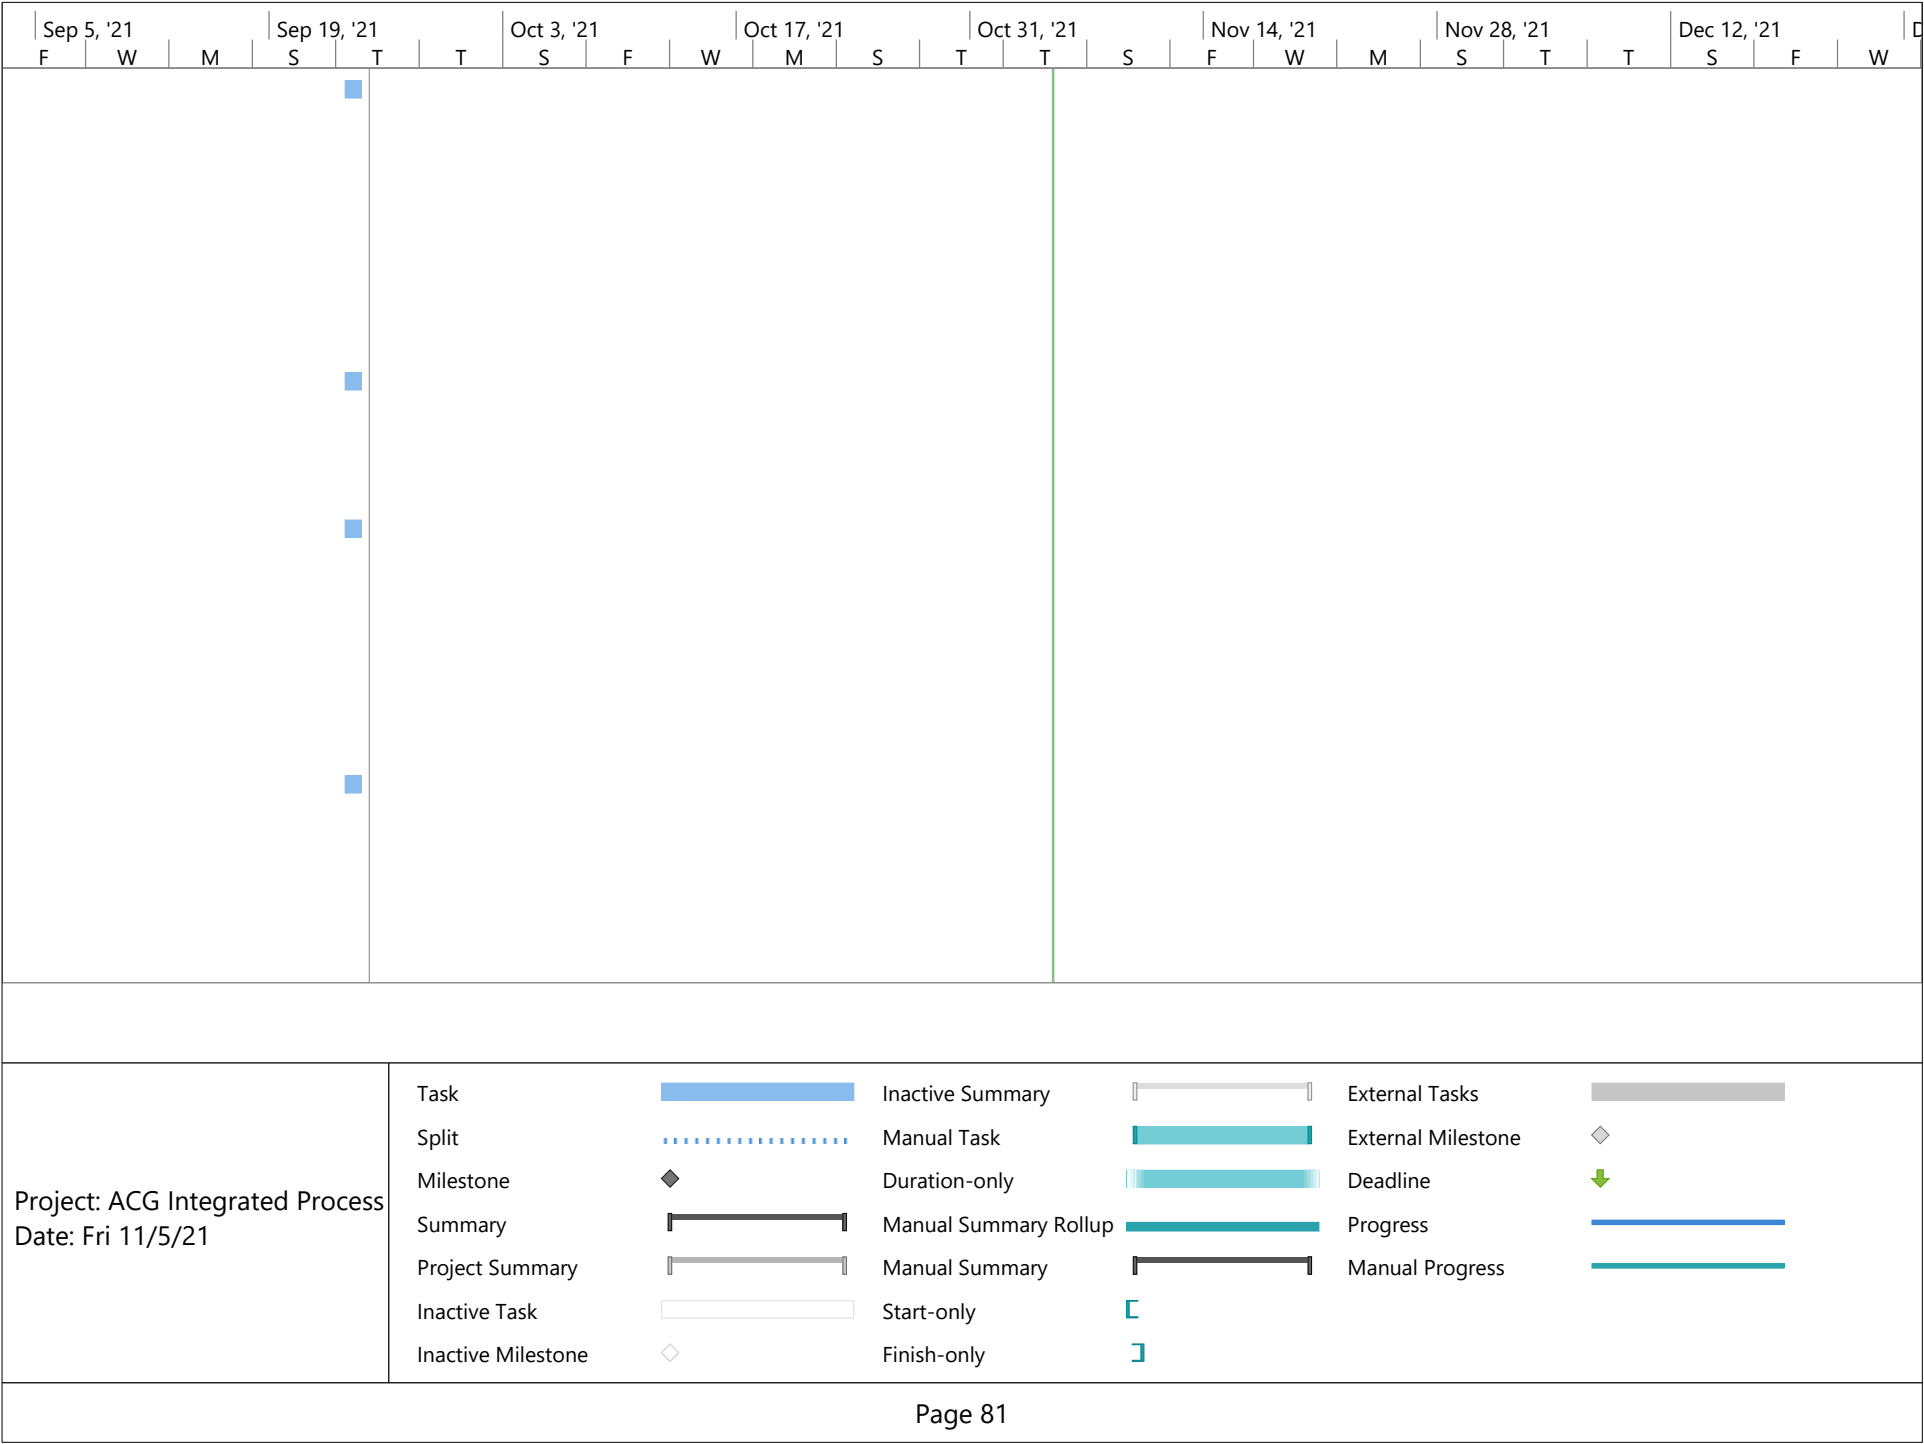 Sep 5, '21 Sep 19, '21 Oct 3, '21 Oct 17, '21 Oct 31, '21 Nov 14, '21 Nov 28, '21 Dec 12, '21
F W M S T T S F W M S T T S F W M S T T S F W
Task Inactive Summary External Tasks
Split Manual Task External Milestone
Milestone Duration-only Deadline
Summary Manual Summary Rollup Progress
Project Summary Manual Summary Manual Progress
Inactive Task Start-only
Inactive Milestone Finish-only
Project: ACG Integrated Process
Date: Fri 11/5/21
Page 81